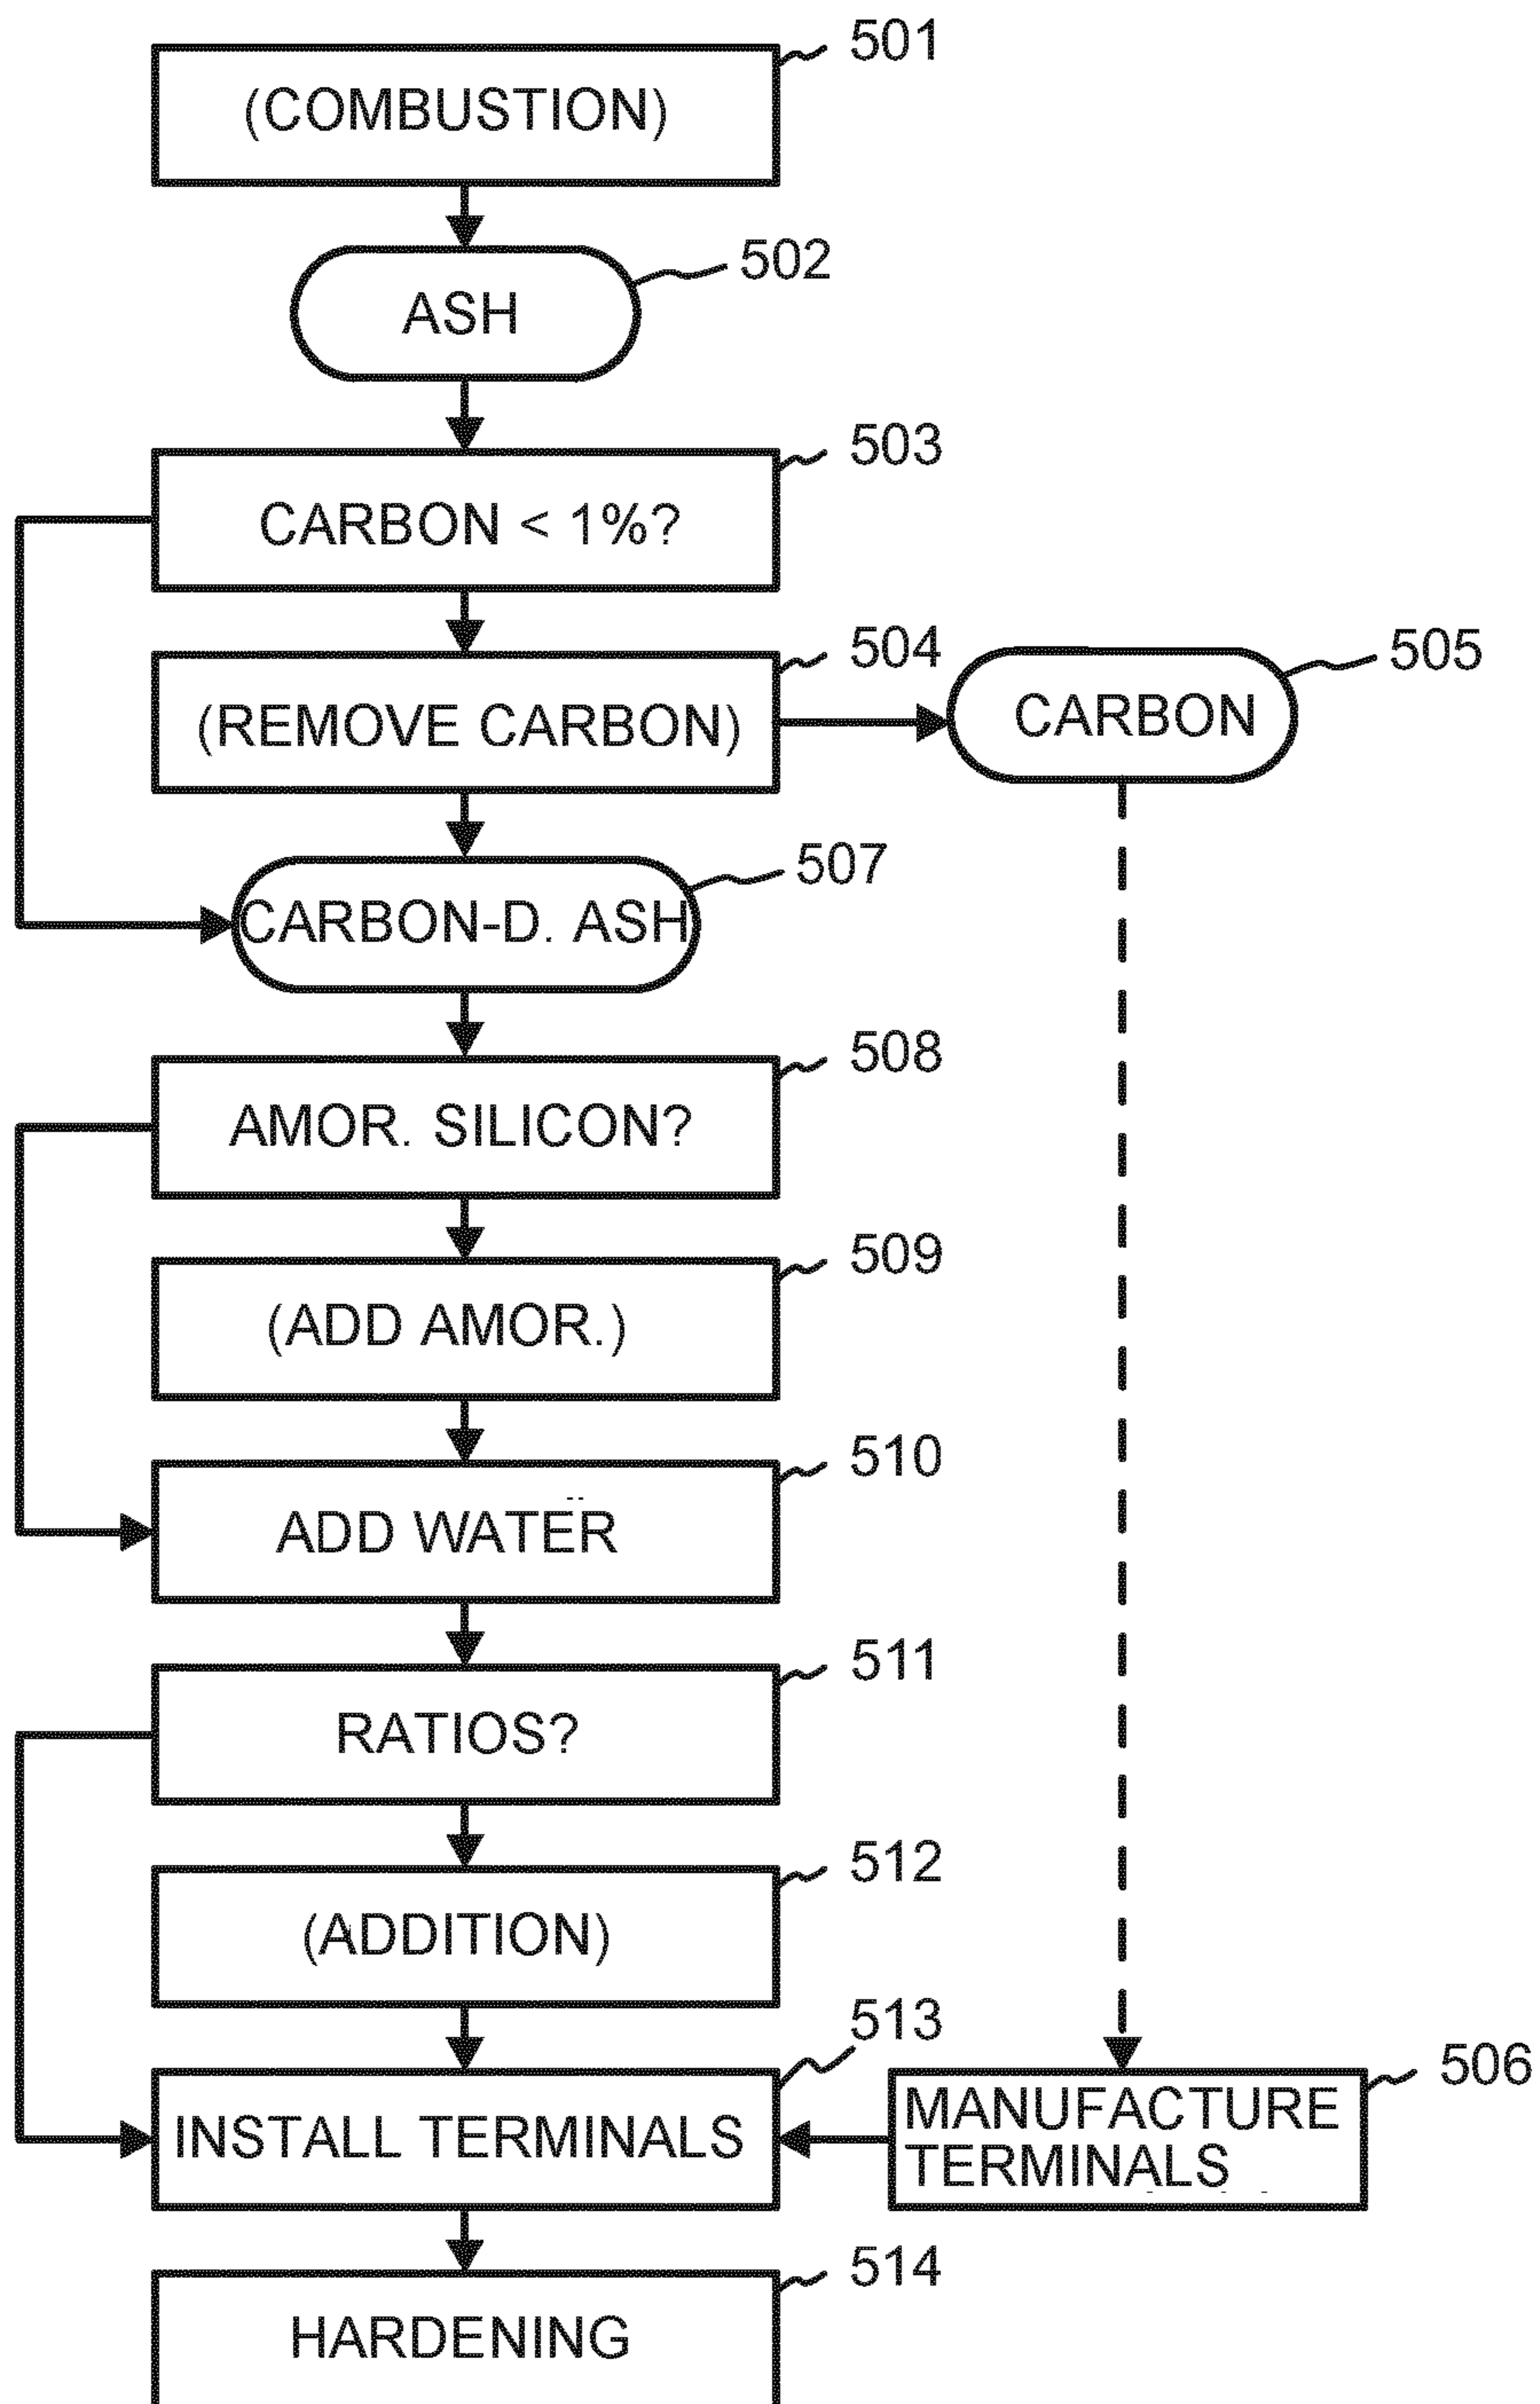 501
(COMBUSTION)
502
ASH
503
CARBON < 1%?
504
(REMOVE CARBON)
505
CARBON
507
CARBON-D. ASH
508
AMOR. SILICON?
509
(ADD AMOR.)
510
ADD WATER
511
RATIOS?
512
(ADDITION)
513
INSTALL TERMINALS
506
MANUFACTURE
TERMINALS
514
HARDENING